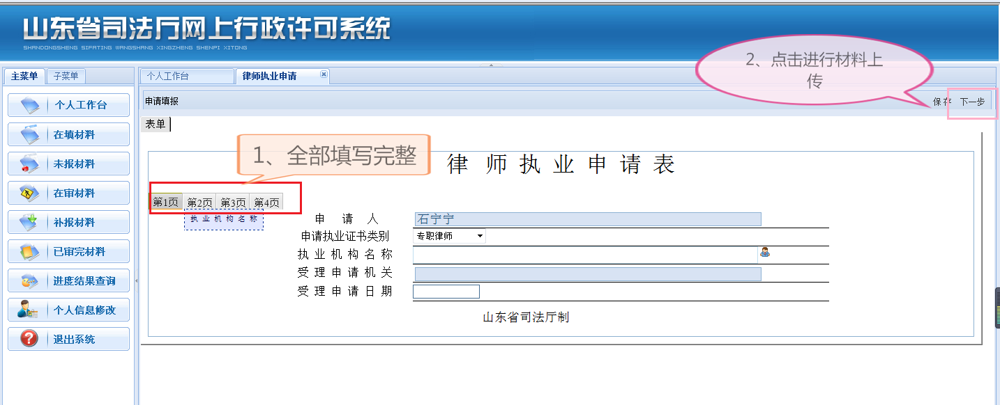 山东省司法厅网上行政许可系统
SHANDONGSHENG SIFATING WANGSHANG XINGZHENG SHENPI XITONG
主菜单 子菜单
个人工作台 律师执业申请
2、点击进行材料上
传
申请填报
保存 下一步
表单
个人工作台
在填材料
未报材料
在审材料
补报材料
已审完材料
进度结果查询
个人信息修改
退出系统
1、全部填写完整
律师执业申请表
第1页 第2页 第3页 第4页
执业机构名称
申请人 石宁宁
申请执业证书类别 专职律师
执业机构名称
受理申请机关
受理申请日期
山东省司法厅制